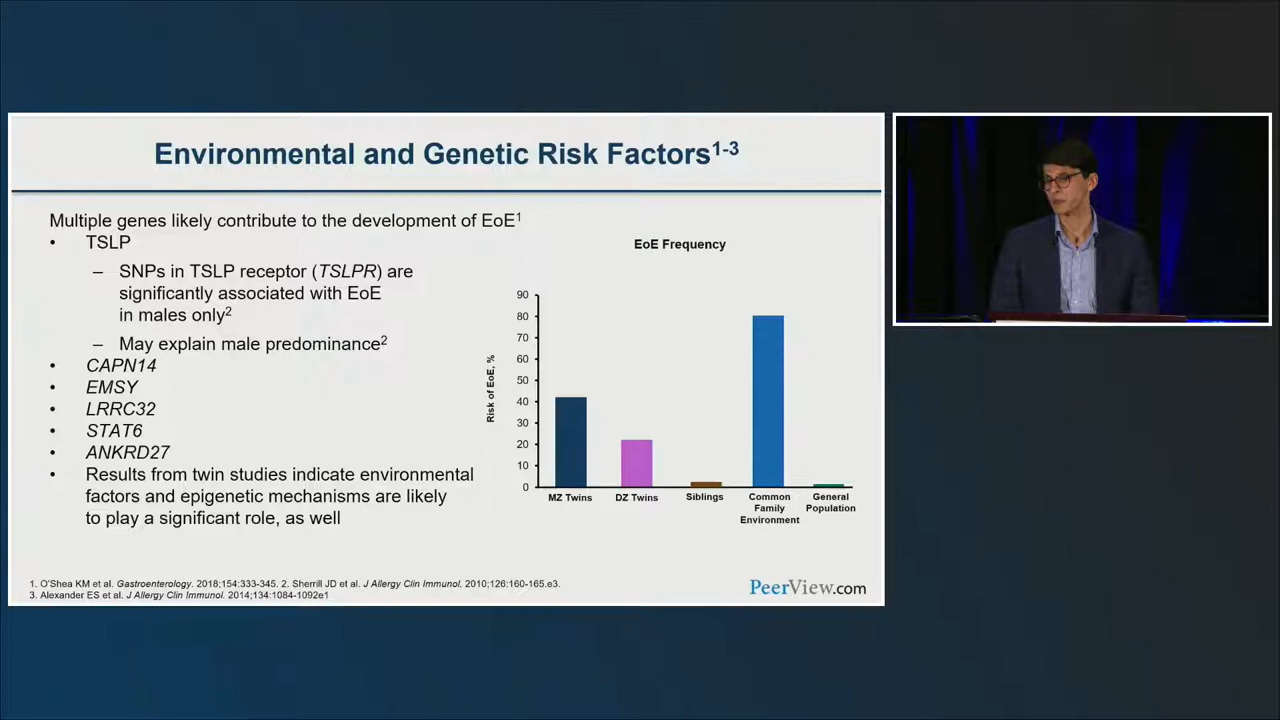 Environmental and Genetic Risk Factors1-3
Multiple genes likely contribute to the development of EoE1
• TSLP
– SNPs in TSLP receptor (TSLPR) are
significantly associated with EoE
in males only2
– May explain male predominance2
• CAPN14
• EMSY
• LRRC32
• STAT6
• ANKRD27
• Results from twin studies indicate environmental
factors and epigenetic mechanisms are likely
to play a significant role, as well
EoE Frequency
Risk of EoE, %
90
80
70
60
50
40
30
20
10
0
MZ Twins
DZ Twins
Siblings
Common
Family
Environment
General
Population
1. O'Shea KM et al. Gastroenterology. 2018;154:333-345. 2. Sherrill JD et al. J Allergy Clin Immunol. 2010;126:160-165.e3.
3. Alexander ES et al. J Allergy Clin Immunol. 2014;134:1084-1092e1
PeerView.com